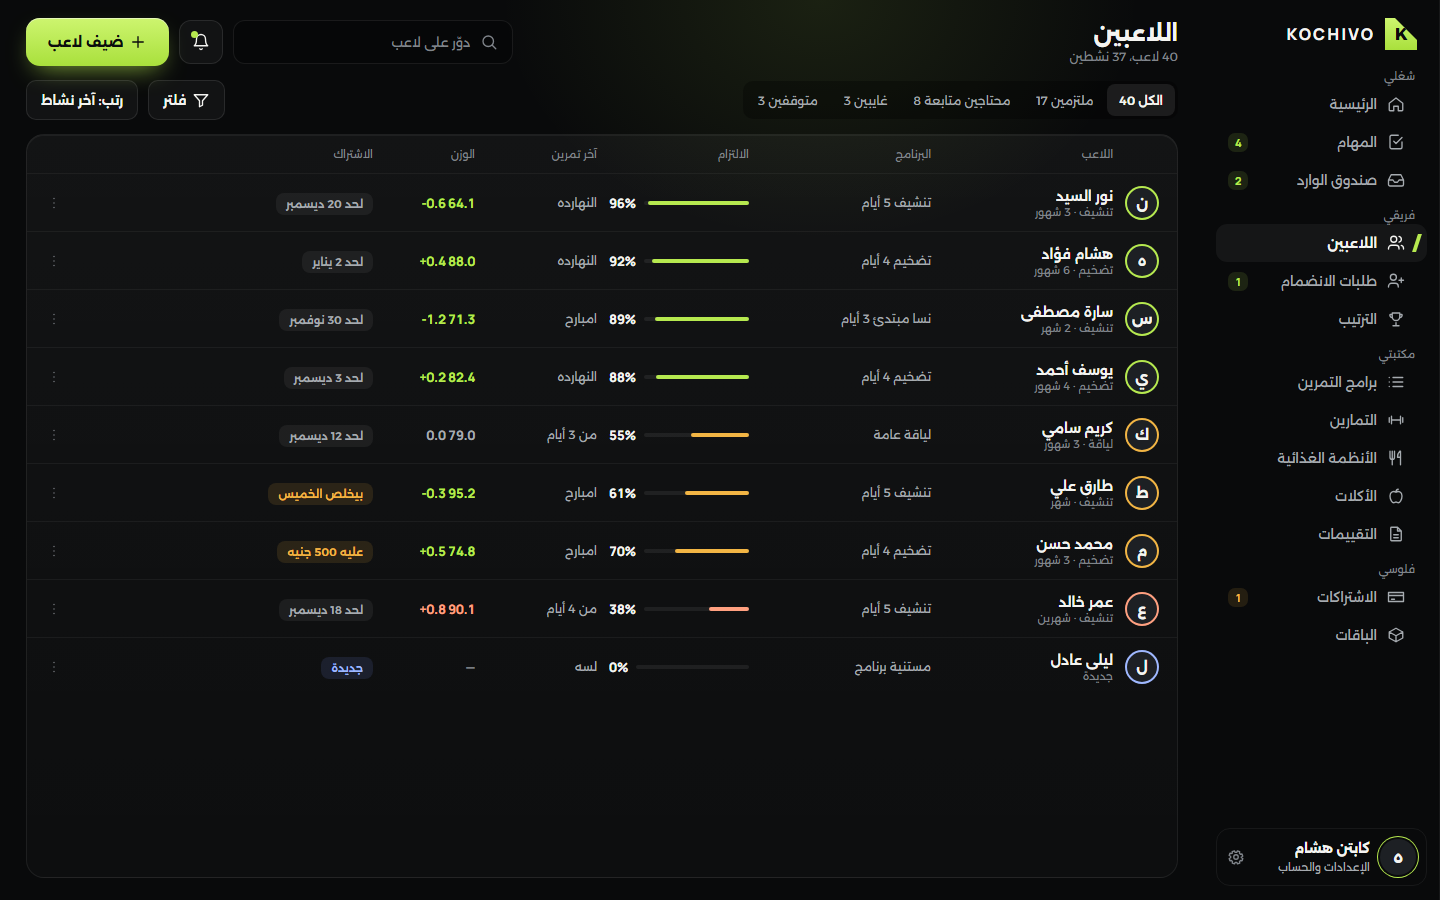 KOCHIVO
شغلي
الرئيسية
المهام 4
صندوق الوارد 2
فريقي
اللاعبين
طلبات الانضمام 1
الترتيب
مكتبتي
برامج التمرين
التمارين
الأنظمة الغذائية
الأكلات
التقييمات
فلوسي
الاشتراكات 1
الباقات
ه
كابتن هشام
الإعدادات والحساب
اللاعبين
40 لاعب، 37 نشطين
دوّر على لاعب
+ ضيف لاعب
الكل 40 ملتزمين 17 محتاجين متابعة 8 غايبين 3 متوقفين 3
فلتر
رتب: آخر نشاط
اللاعب البرنامج الالتزام آخر تمرين الوزن الاشتراك
ن نور السيد تنشيف 5 أيام 96% النهارده 64.1 -0.6 لحد 20 ديسمبر
تنشيف · 3 شهور
ه هشام فؤاد تضخيم 4 أيام 92% النهارده 88.0 +0.4 لحد 2 يناير
تضخيم · 6 شهور
س سارة مصطفى نسا مبتدئ 3 أيام 89% امبارح 71.3 -1.2 لحد 30 نوفمبر
تنشيف · 2 شهر
ي يوسف أحمد تضخيم 4 أيام 88% النهارده 82.4 +0.2 لحد 3 ديسمبر
تضخيم · 4 شهور
ك كريم سامي لياقة عامة 55% من 3 أيام 79.0 0.0 لحد 12 ديسمبر
لياقة · 3 شهور
ط طارق علي تنشيف 5 أيام 61% امبارح 95.2 -0.3 بيخلص الخميس
تنشيف · شهر
م محمد حسن تضخيم 4 أيام 70% امبارح 74.8 +0.5 عليه 500 جنيه
تضخيم · 3 شهور
ع عمر خالد تنشيف 5 أيام 38% من 4 أيام 90.1 +0.8 لحد 18 ديسمبر
تنشيف · شهرين
ل ليلى عادل مستنية برنامج 0% لسه — جديدة
جديدة